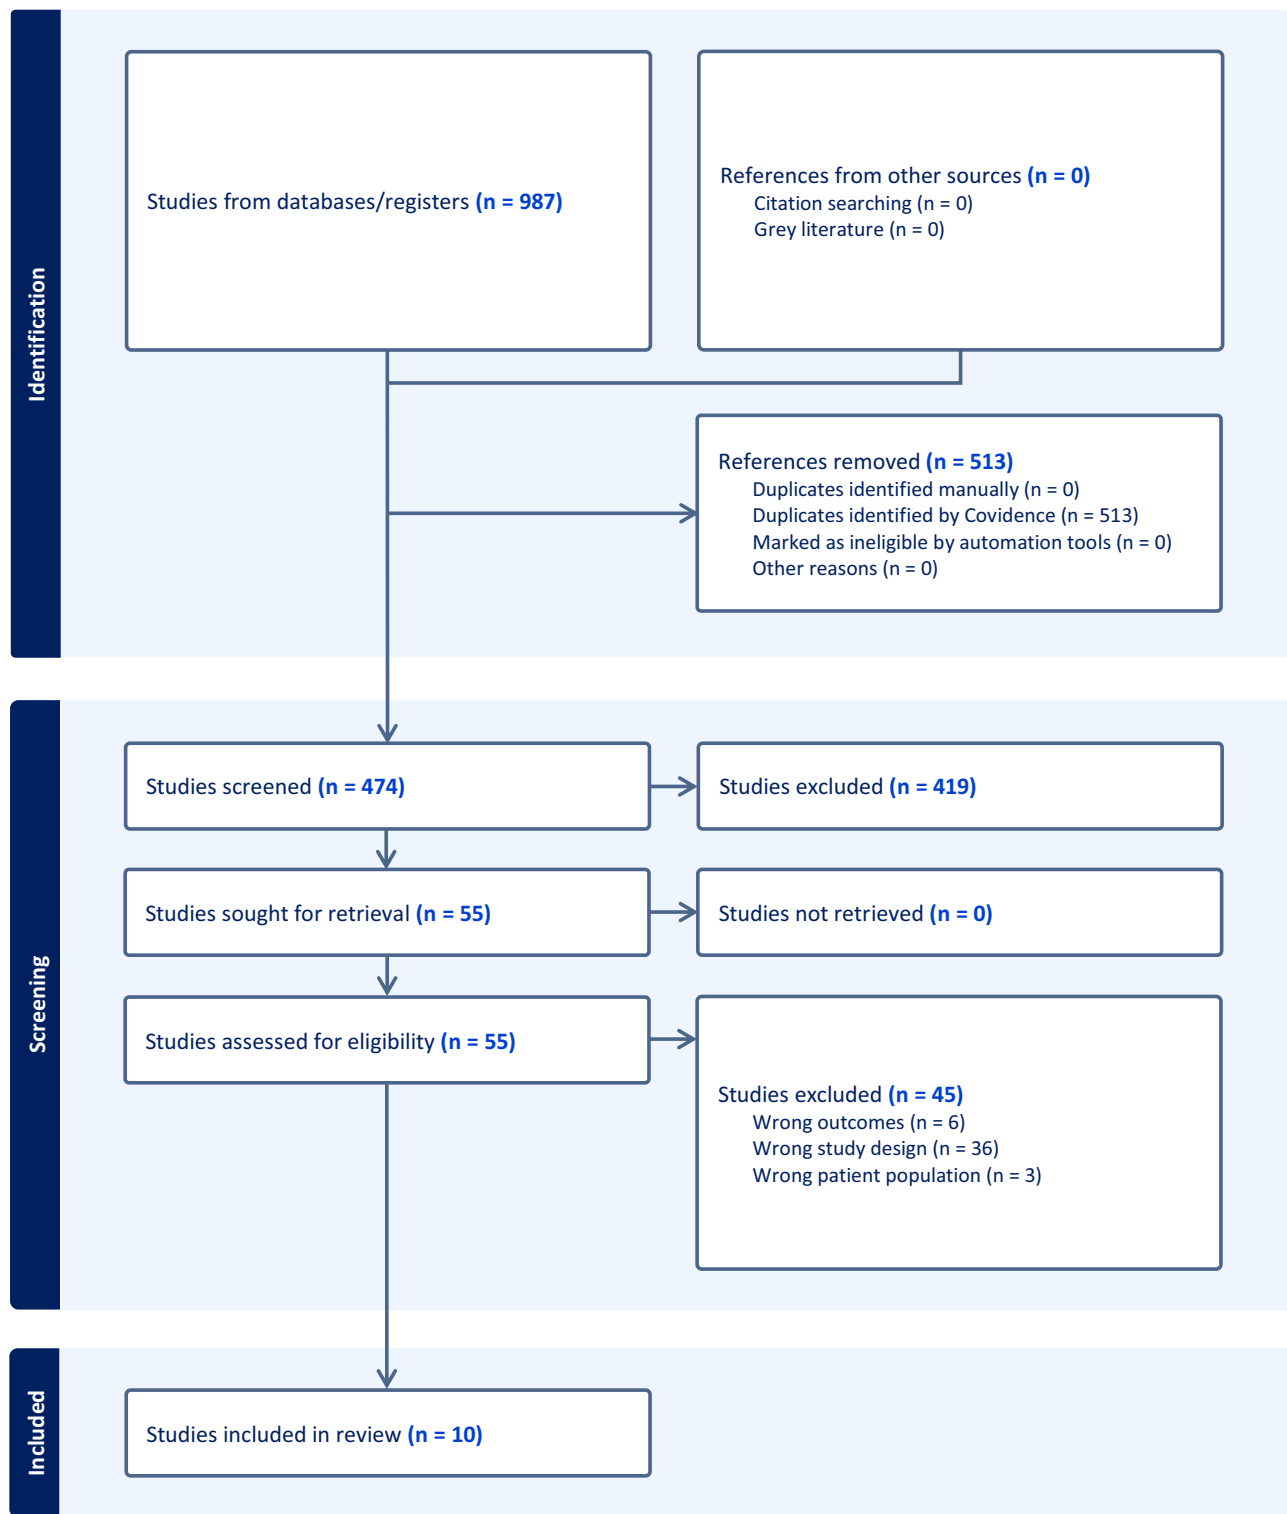 Identification
Studies from databases/registers (n = 987)
References from other sources (n = 0)
Citation searching (n = 0)
Grey literature (n = 0)
References removed (n = 513)
Duplicates identified manually (n = 0)
Duplicates identified by Covidence (n = 513)
Marked as ineligible by automation tools (n = 0)
Other reasons (n = 0)
Screening
Studies screened (n = 474)
Studies excluded (n = 419)
Studies sought for retrieval (n = 55)
Studies not retrieved (n = 0)
Studies assessed for eligibility (n = 55)
Studies excluded (n = 45)
Wrong outcomes (n = 6)
Wrong study design (n = 36)
Wrong patient population (n = 3)
Included
Studies included in review (n = 10)